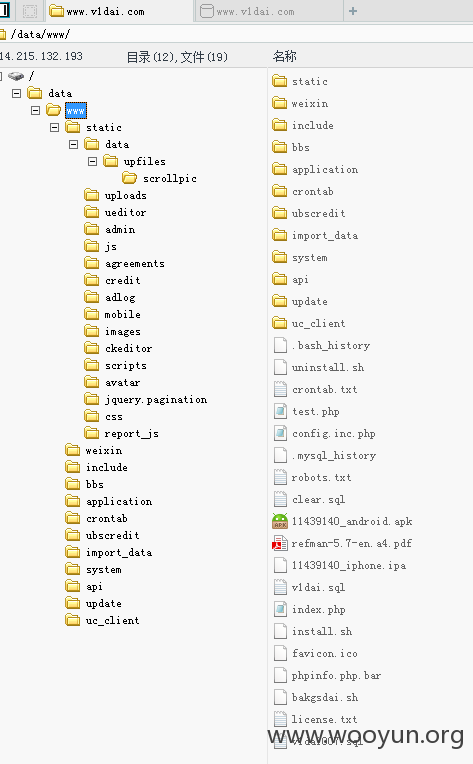 www.v1dai.com
www.v1dai.com
/data/www/
14.215.132.193
目录(12),文件(19)
名称
/
data
www
static
data
upfiles
scrollpic
uploads
ueditor
admin
js
agreements
credit
adlog
mobile
images
ckeditor
scripts
avatar
jquery.pagination
css
report_js
weixin
include
bbs
application
crontab
ubscredit
import_data
system
api
update
uc_client
static
weixin
include
bbs
application
crontab
ubscredit
import_data
system
api
update
uc_client
.bash_history
uninstall.sh
crontab.txt
test.php
config.inc.php
.mysql_history
robots.txt
clear.sql
11439140_android.apk
refman-5.7-en.a4.pdf
11439140_iphone.ipa
v1dai.sql
index.php
install.sh
favicon.ico
phpinfo.php.bar
bakgsdai.sh
license.txt
www.wooyun.org